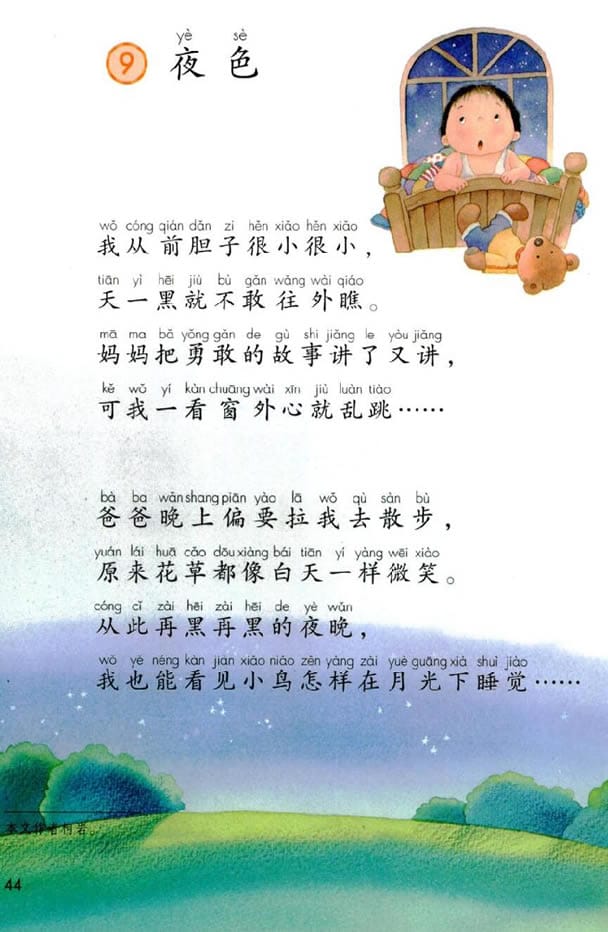 yè sè
9 夜色
wǒ cóng qián dǎn zi hěn xiǎo hěn xiǎo
我从前胆子很小很小，
tiān yì hēi jiù bù gǎn wǎng wài qiáo
天一黑就不敢往外瞧。
mā ma bǎ yǒng gǎn de gù shi jiǎng le yòu jiǎng
妈妈把勇敢的故事讲了又讲，
kě wǒ yí kàn chuāng wài xīn jiù luàn tiào
可我一看窗外心就乱跳……
bà ba wǎn shang piān yào lā wǒ qù sàn bù
爸爸晚上偏要拉我去散步，
yuán lái huā cǎo dōu xiàng bái tiān yí yàng wēi xiào
原来花草都像白天一样微笑。
cóng cǐ zài hēi zài hēi de yè wǎn
从此再黑再黑的夜晚，
wǒ yě néng kàn jiàn xiǎo niǎo zěn yàng zài yuè guāng xià shuì jiào
我也能看见小鸟怎样在月光下睡觉……
本文作者柯岩。
44